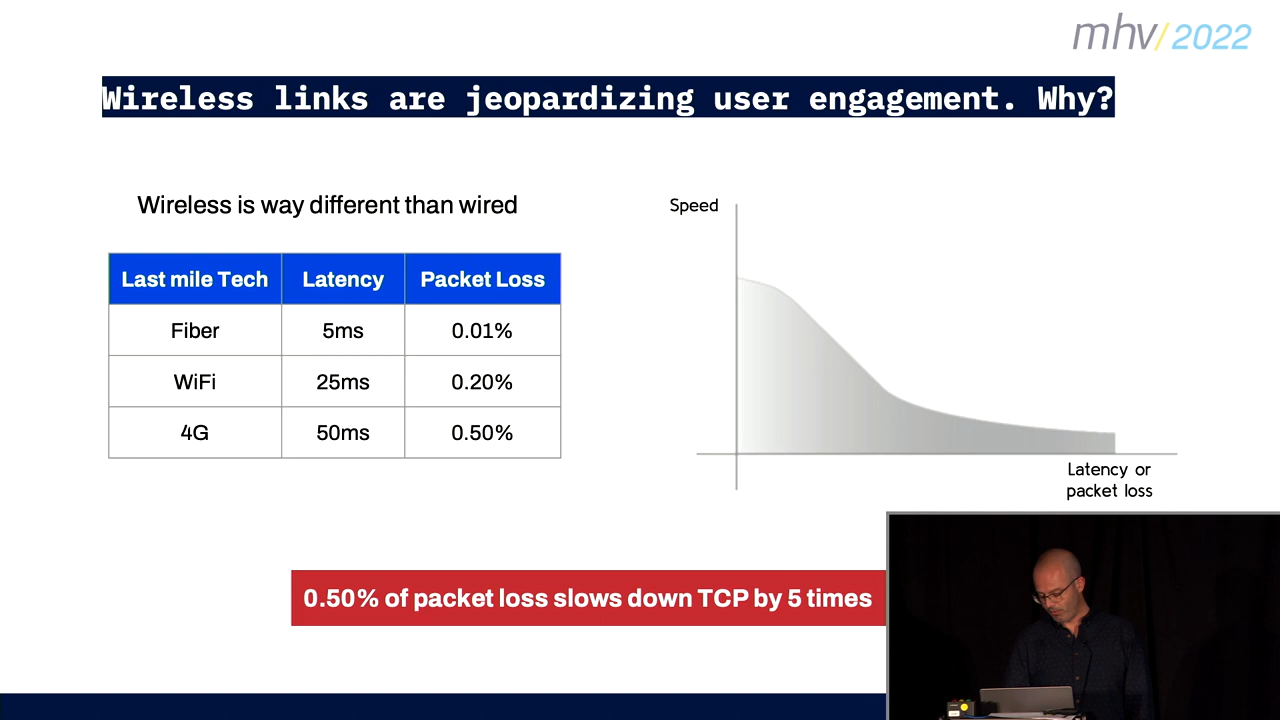 mhv/2022
Wireless links are jeopardizing user engagement. Why?
Wireless is way different than wired
Last mile Tech Latency Packet Loss
Fiber 5ms 0.01%
WiFi 25ms 0.20%
4G 50ms 0.50%
Speed
Latency or
packet loss
0.50% of packet loss slows down TCP by 5 times